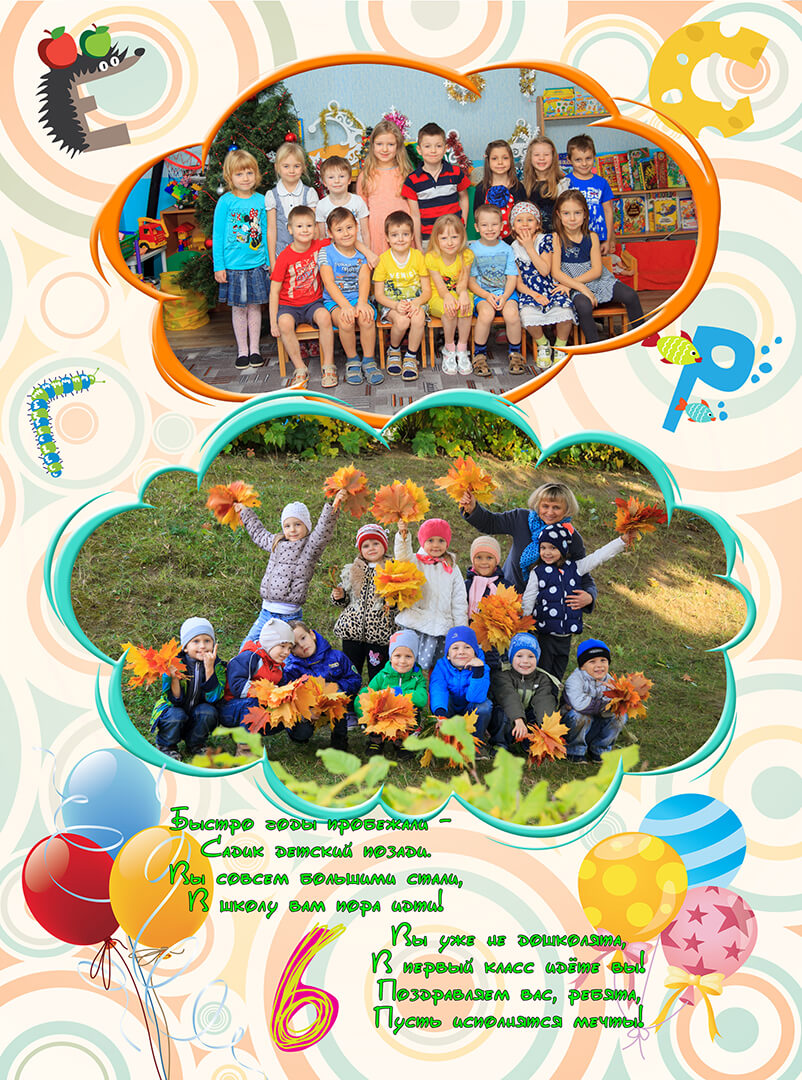 Е
С
Г
Р
Быстро годы пробежали –
Садик детский позади.
Вы совсем большими стали,
В школу вам пора идти!
Вы уже не дошколята,
В первый класс идёте вы!
Поздравляем вас, ребята,
Пусть исполнятся мечты!
Б